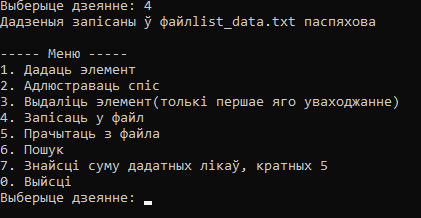 Выберыце дзеянне: 4
Дадзеныя запісаны ў файлlist_data.txt паспяхова
----- Меню -----
1. Дадаць элемент
2. Адлюстраваць спіс
3. Выдаліць элемент(толькі першае яго уваходжанне)
4. Запісаць у файл
5. Прачытаць з файла
6. Пошук
7. Знайсці суму дадатных лікаў, кратных 5
0. Выйсці
Выберыце дзеянне: